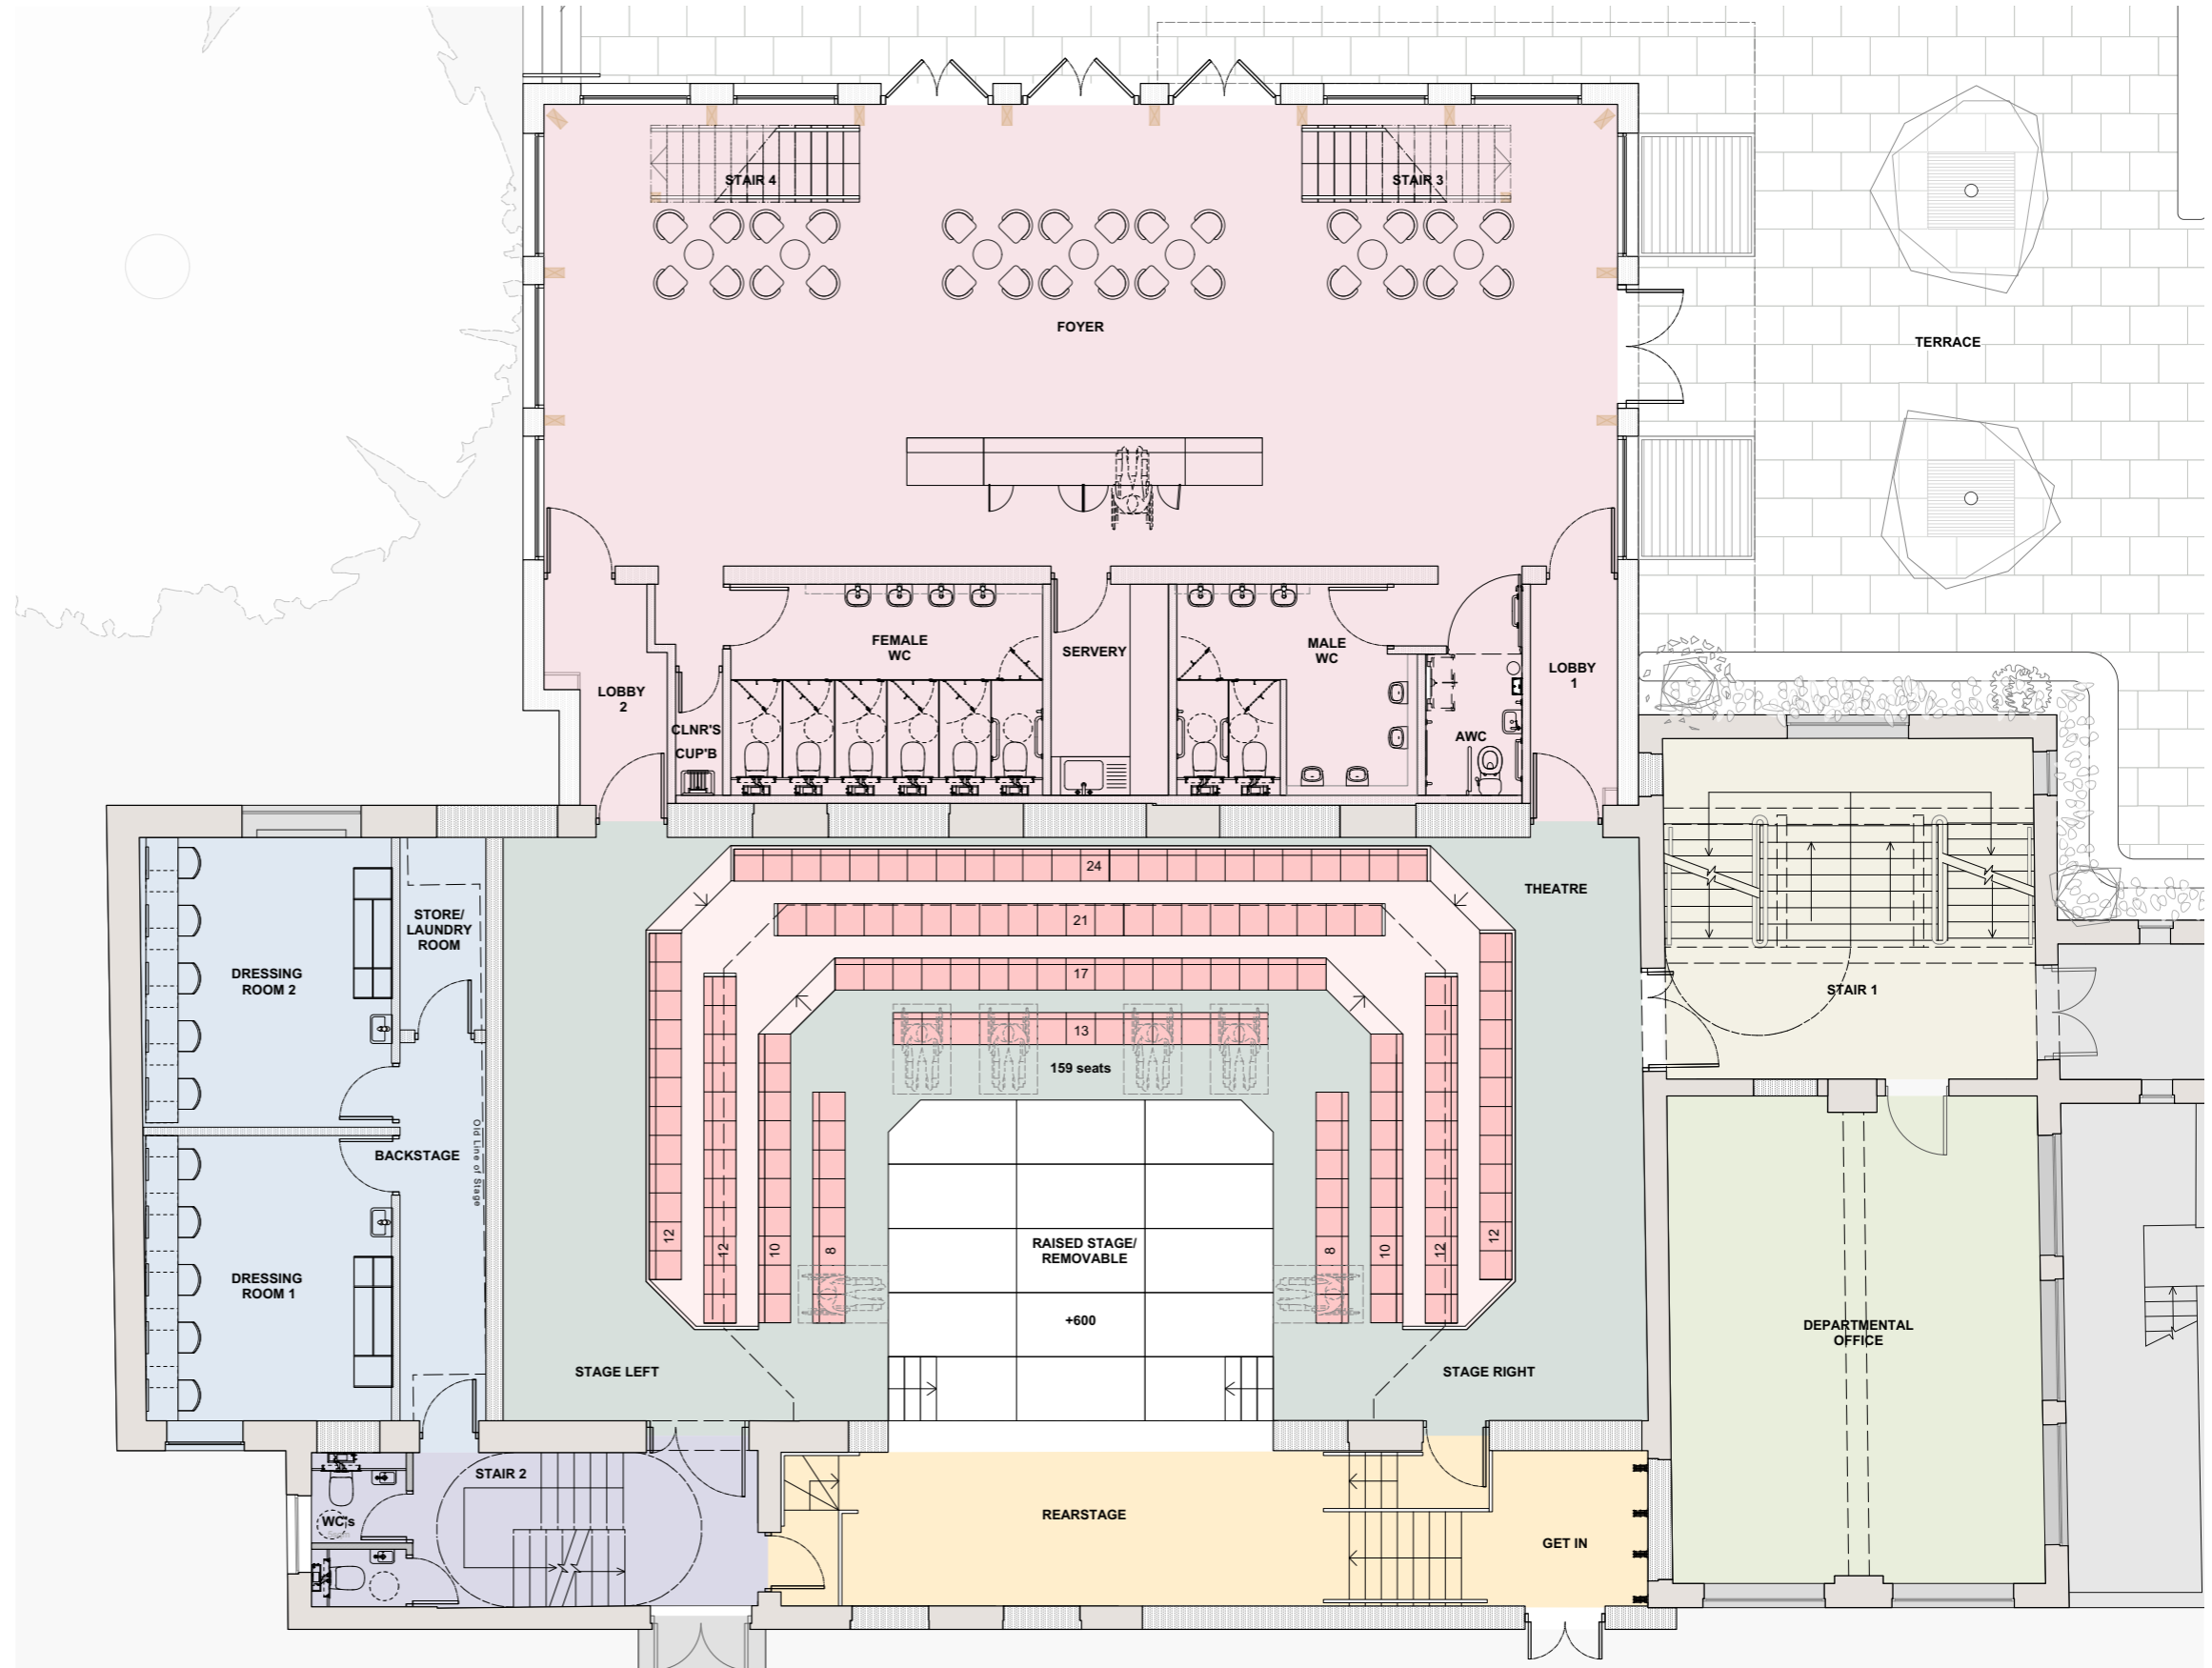 STAIR 4
STAIR 3
FOYER
TERRACE
FEMALE
WC
SERVERY
MALE
WC
LOBBY
1
LOBBY
2
CLNR'S
CUP'B
AWC
24
THEATRE
STORE/
LAUNDRY
ROOM
21
DRESSING
ROOM 2
17
STAIR 1
13
159 seats
Old Line of Stage
BACKSTAGE
12
12
10
8
RAISED STAGE/
REMOVABLE
8
10
12
12
DRESSING
ROOM 1
+600
DEPARTMENTAL
OFFICE
STAGE LEFT
STAGE RIGHT
STAIR 2
WC's
REARSTAGE
GET IN